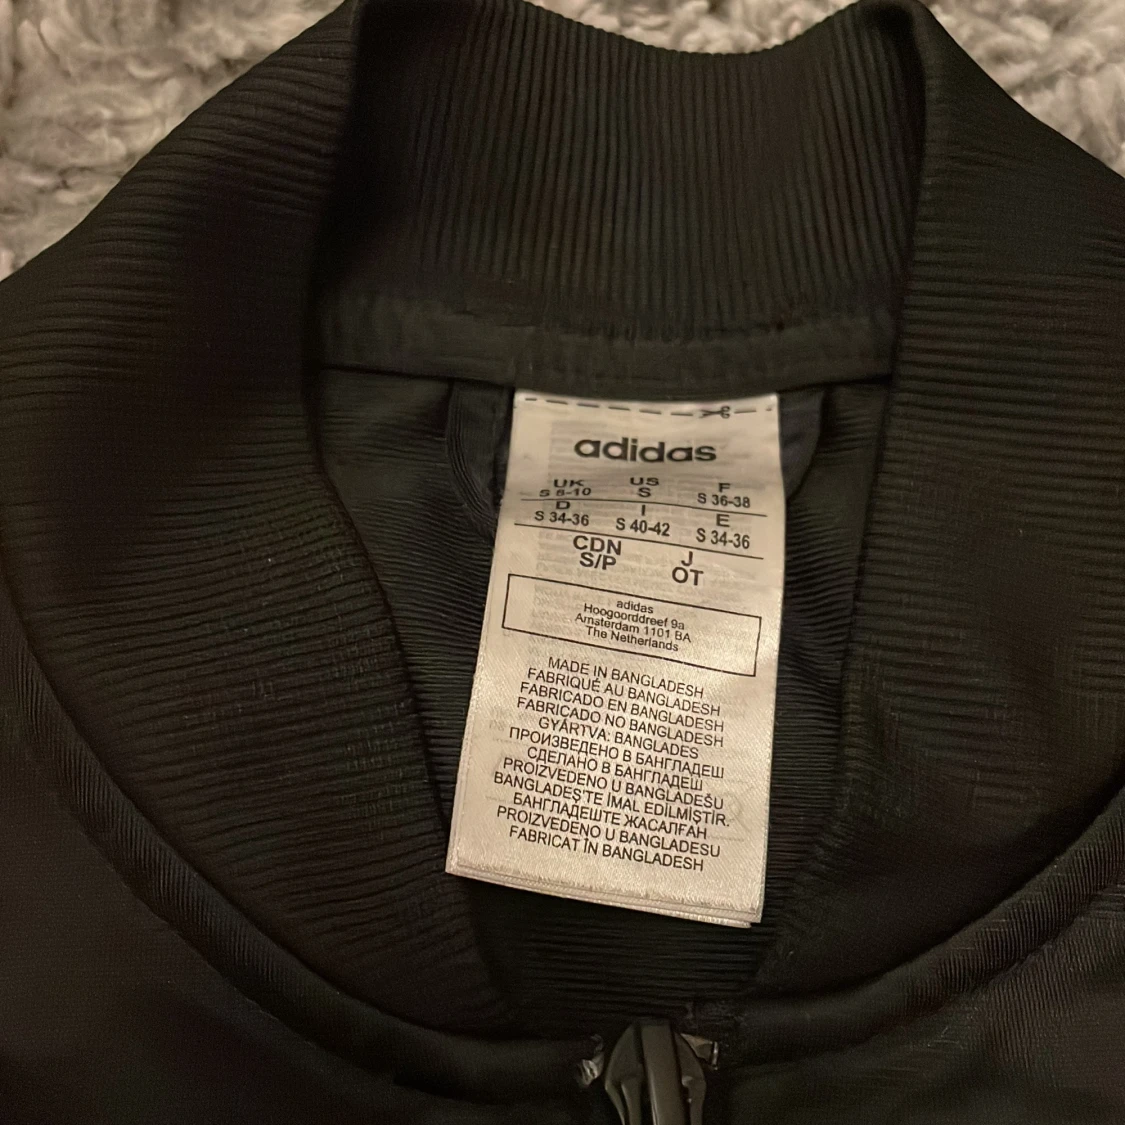 adidas
UK US F
S 8-10 S S 36-38
D I E
S 34-36 S 40-42 S 34-36
CDN J
S/P OT
adidas
Hoogoorddreef 9a
Amsterdam 1101 BA
The Netherlands
MADE IN BANGLADESH
FABRIQUÉ AU BANGLADESH
FABRICADO EN BANGLADESH
FABRICADO NO BANGLADESH
GYÁRTVA: BANGLADES
ПРОИЗВЕДЕНО В БАНГЛАДЕШ
СДЕЛАНО В БАНГЛАДЕШ
PROIZVEDENO U BANGLADEŠU
BANGLADEŞ'TE İMAL EDİLMİŞTİR.
БАНГЛАДЕШТЕ ЖАСАЛҒАН
PROIZVEDENO U BANGLADESU
FABRICAT ÎN BANGLADESH